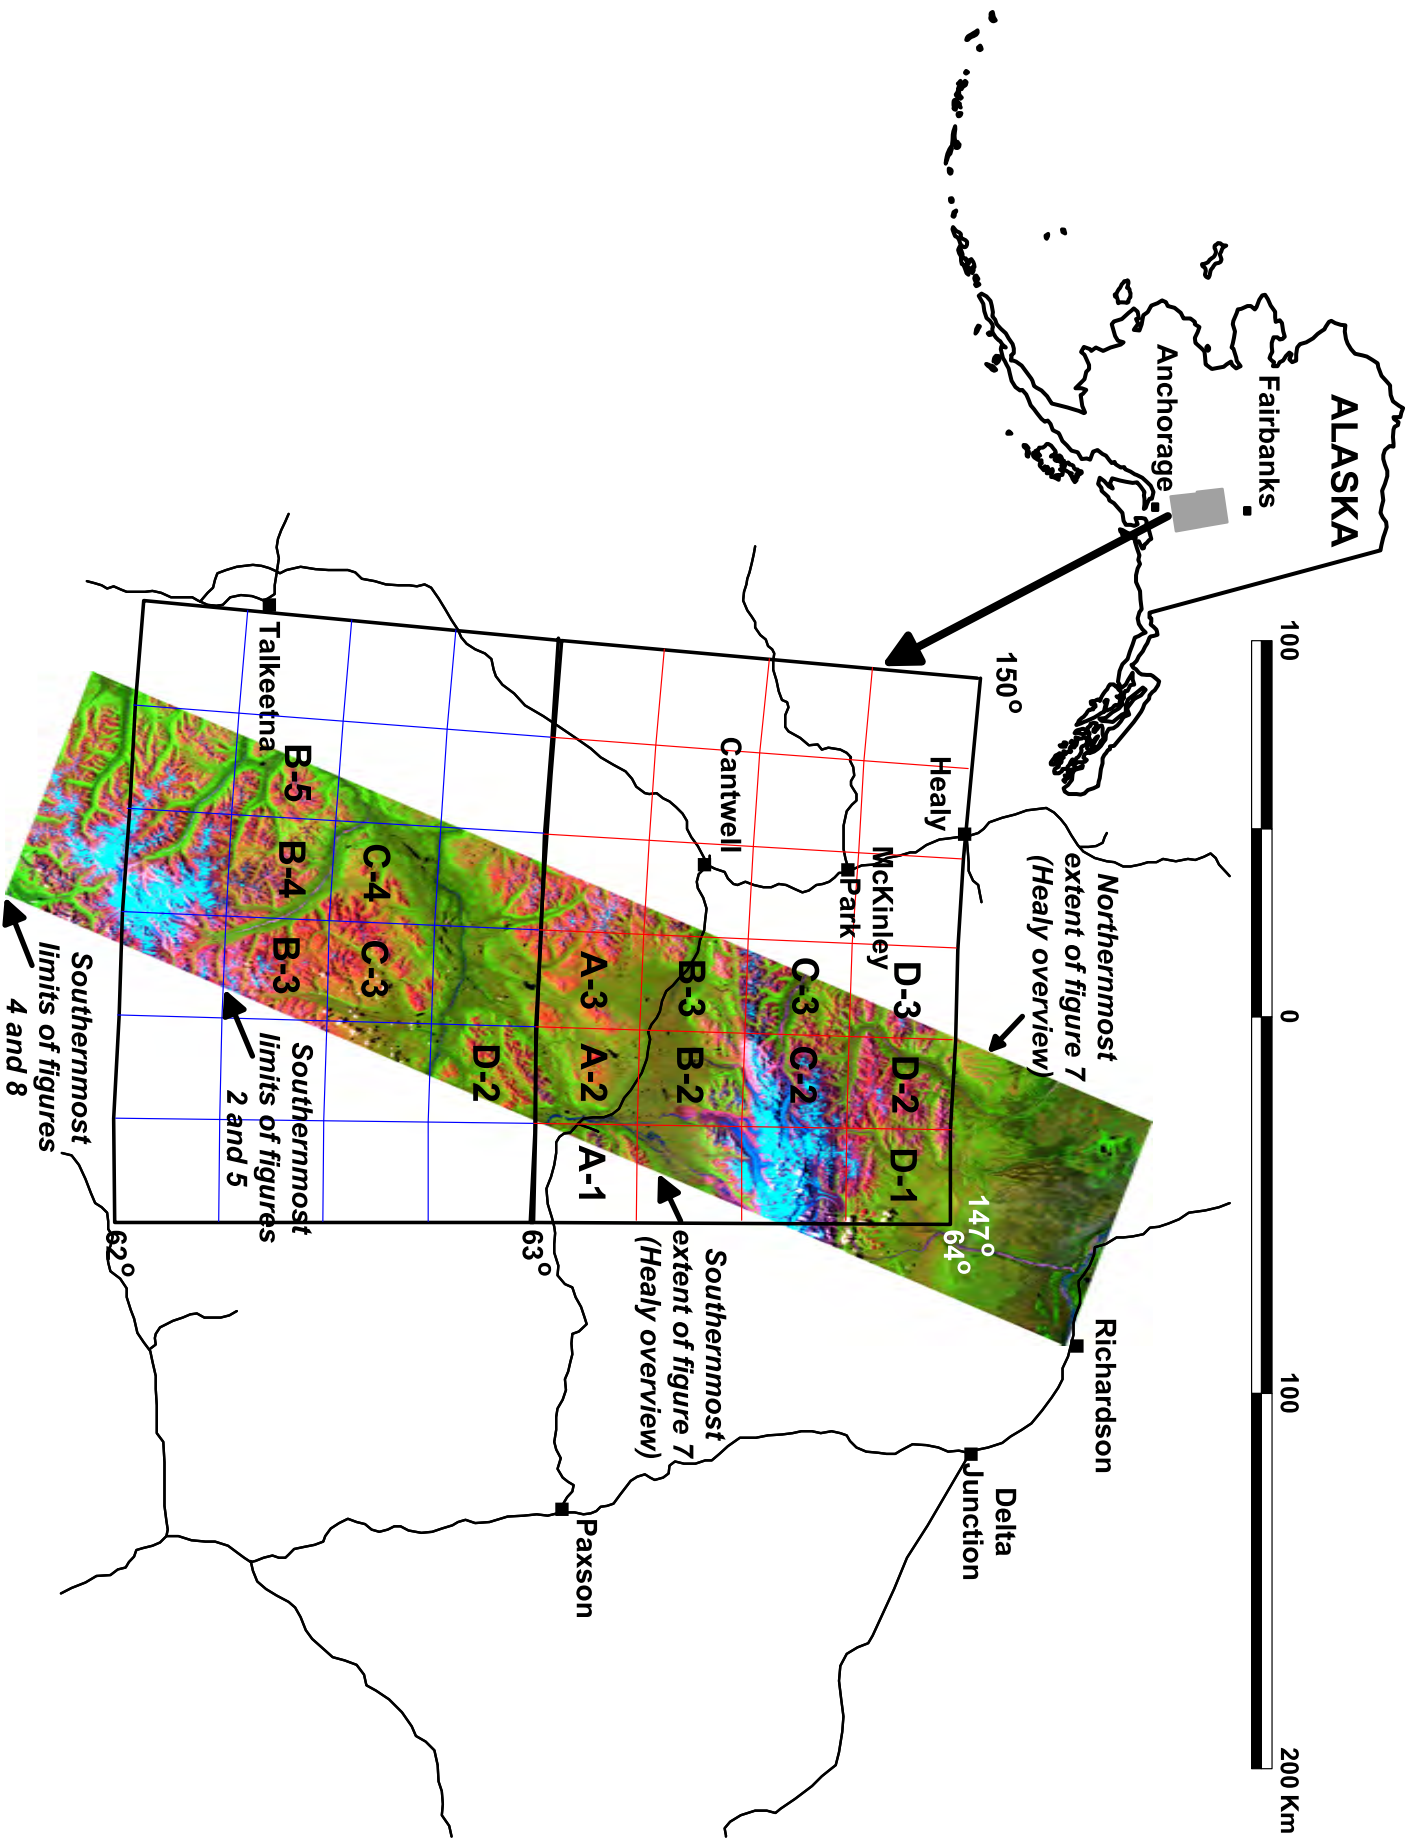 ALASKA
Fairbanks
Anchorage
100
0
100
200 Km
150°
Healy
McKinley
Park
Cantwell
Talkeetna
Northernmost
extent of figure 7
(Healy overview)
Richardson
Delta
Junction
Paxson
147°
64°
63°
62°
D-3
D-2
D-1
C-3
C-2
B-3
B-2
A-3
A-2
A-1
D-2
C-4
C-3
B-5
B-4
B-3
Southernmost
extent of figure 7
(Healy overview)
Southernmost
limits of figures
2 and 5
Southernmost
limits of figures
4 and 8